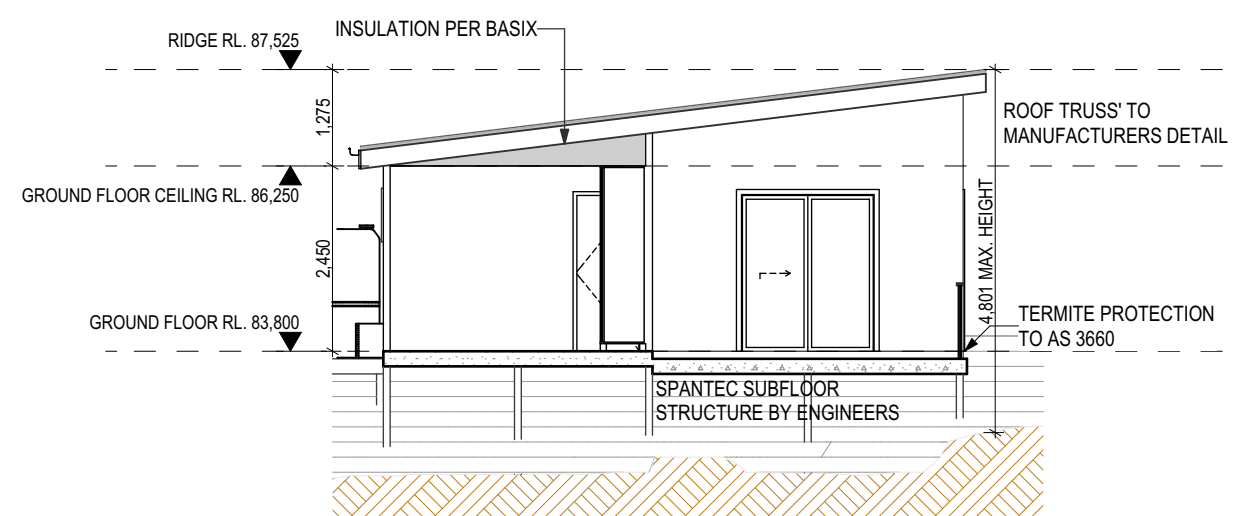 INSULATION PER BASIX
RIDGE RL. 87,525
1,275
ROOF TRUSS' TO
MANUFACTURERS DETAIL
GROUND FLOOR CEILING RL. 86,250
2,450
4,801 MAX. HEIGHT
GROUND FLOOR RL. 83,800
TERMITE PROTECTION
TO AS 3660
SPANTEC SUBFLOOR
STRUCTURE BY ENGINEERS